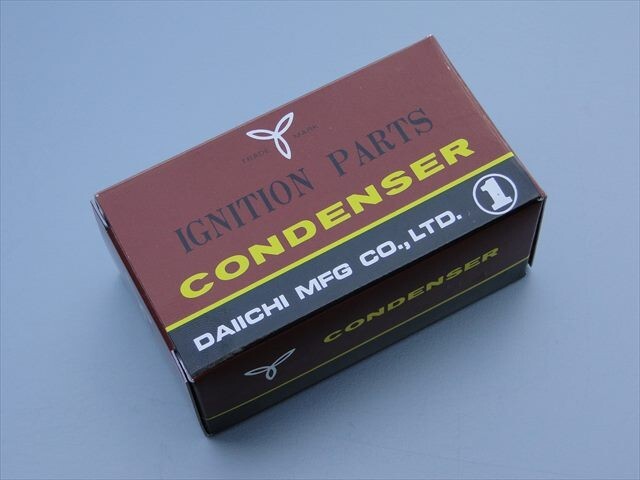 TRADE MARK
IGNITION PARTS
CONDENSER
DAIICHI MFG CO.,LTD. 1
CONDENSER